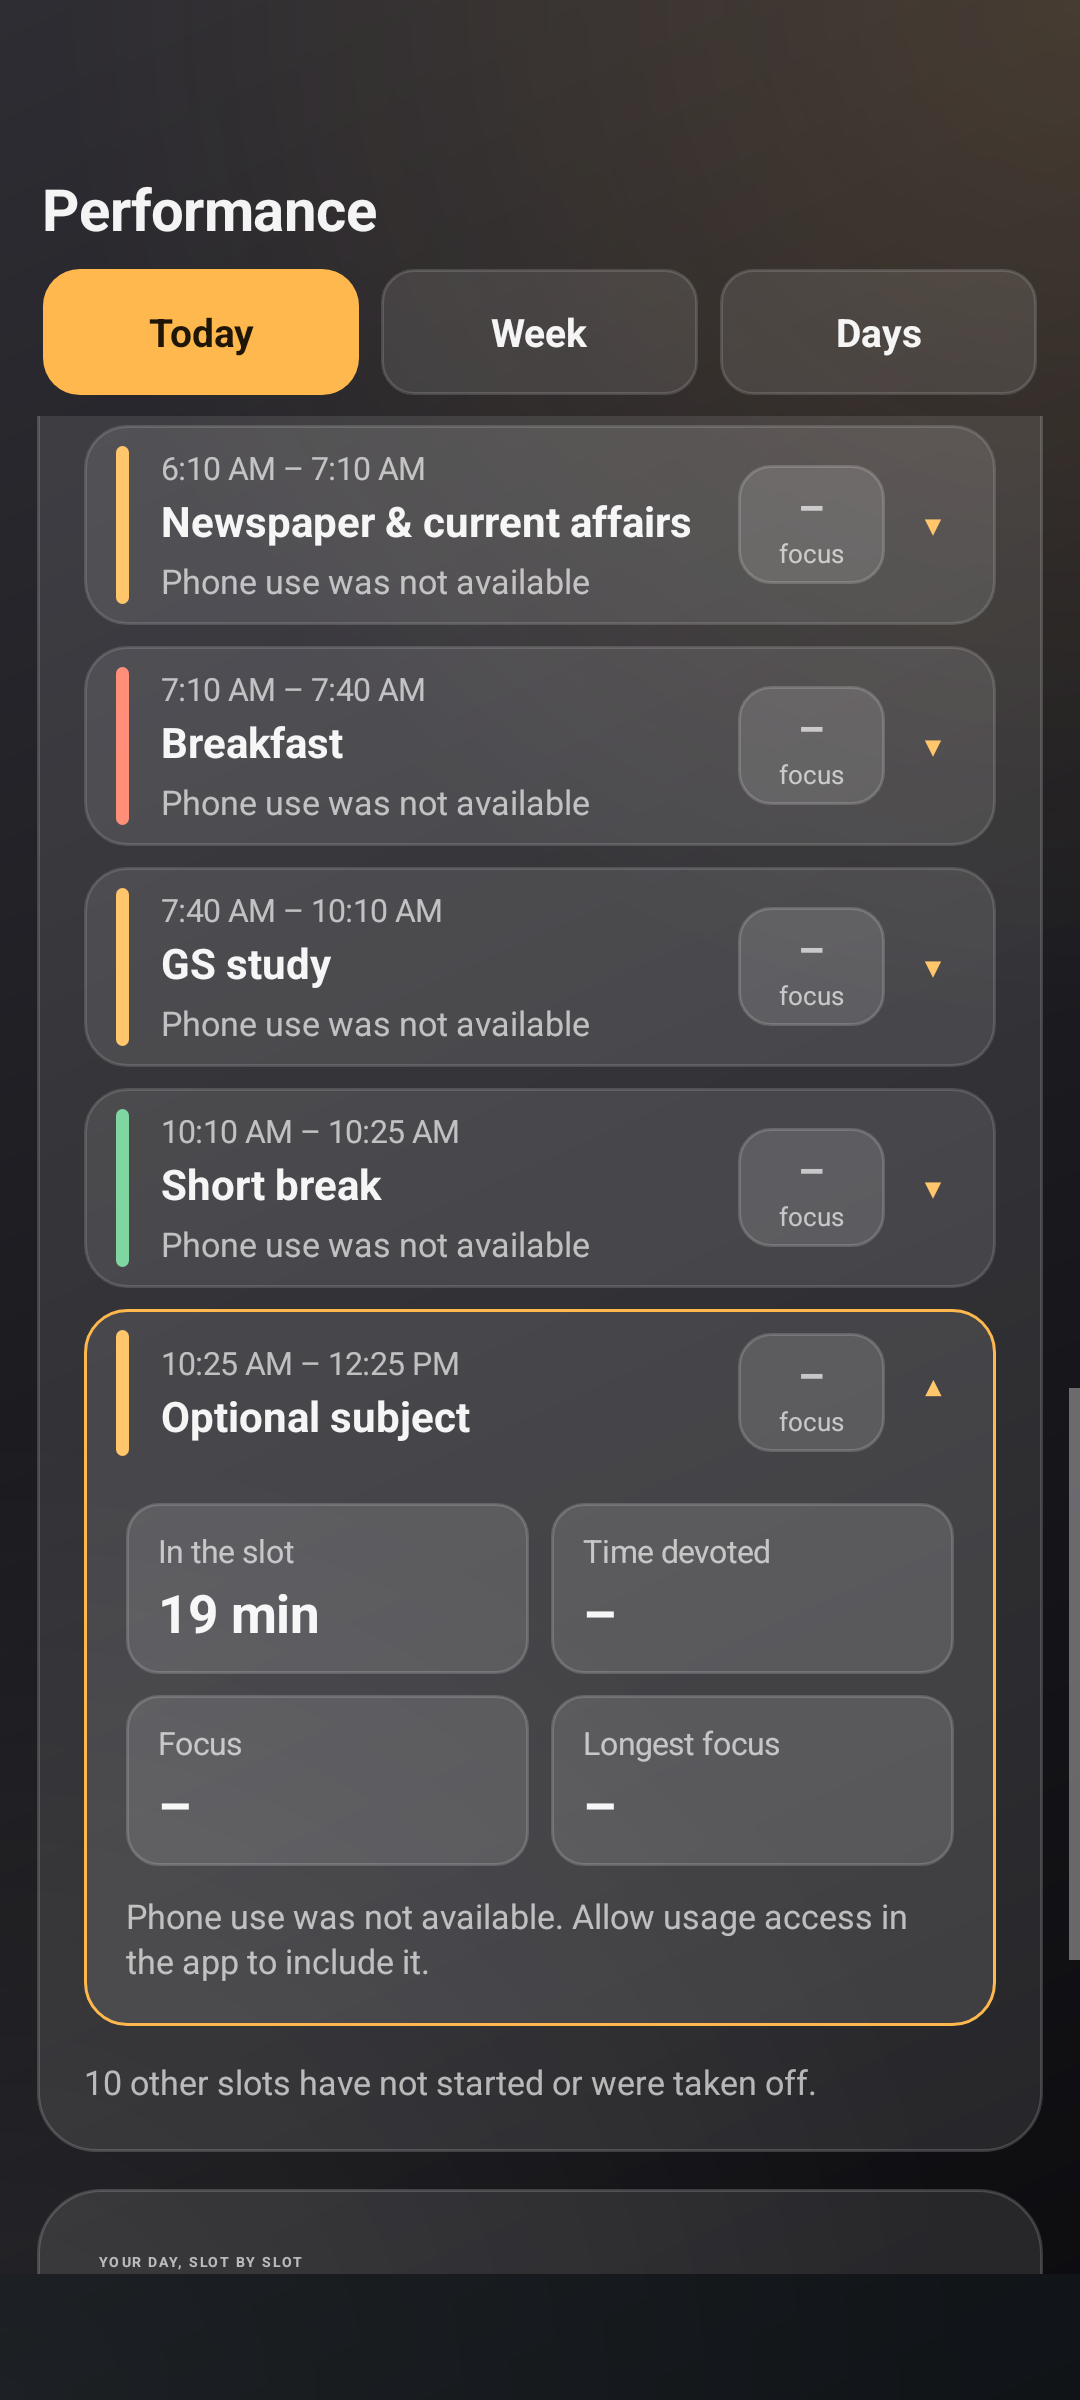 Performance
Today
Week
Days
6:10 AM – 7:10 AM
Newspaper & current affairs
Phone use was not available
–
focus
▼
7:10 AM – 7:40 AM
Breakfast
Phone use was not available
–
focus
▼
7:40 AM – 10:10 AM
GS study
Phone use was not available
–
focus
▼
10:10 AM – 10:25 AM
Short break
Phone use was not available
–
focus
▼
10:25 AM – 12:25 PM
Optional subject
–
focus
▲
In the slot
19 min
Time devoted
–
Focus
–
Longest focus
–
Phone use was not available. Allow usage access in
the app to include it.
10 other slots have not started or were taken off.
YOUR DAY, SLOT BY SLOT